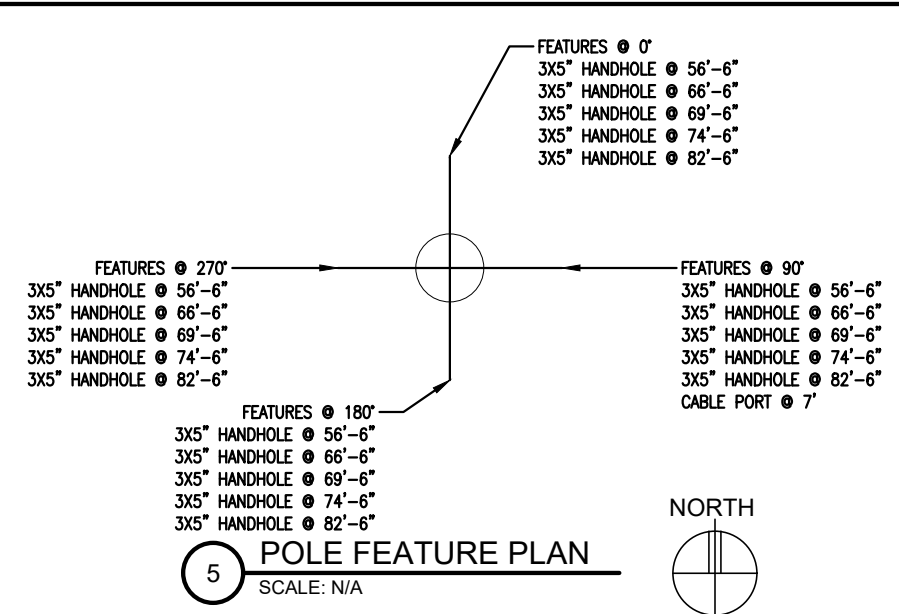 FEATURES @ 0°
3X5" HANDHOLE @ 56'-6"
3X5" HANDHOLE @ 66'-6"
3X5" HANDHOLE @ 69'-6"
3X5" HANDHOLE @ 74'-6"
3X5" HANDHOLE @ 82'-6"
FEATURES @ 270°
3X5" HANDHOLE @ 56'-6"
3X5" HANDHOLE @ 66'-6"
3X5" HANDHOLE @ 69'-6"
3X5" HANDHOLE @ 74'-6"
3X5" HANDHOLE @ 82'-6"
FEATURES @ 90°
3X5" HANDHOLE @ 56'-6"
3X5" HANDHOLE @ 66'-6"
3X5" HANDHOLE @ 69'-6"
3X5" HANDHOLE @ 74'-6"
3X5" HANDHOLE @ 82'-6"
CABLE PORT @ 7'
FEATURES @ 180°
3X5" HANDHOLE @ 56'-6"
3X5" HANDHOLE @ 66'-6"
3X5" HANDHOLE @ 69'-6"
3X5" HANDHOLE @ 74'-6"
3X5" HANDHOLE @ 82'-6"
5 POLE FEATURE PLAN
SCALE: N/A
NORTH